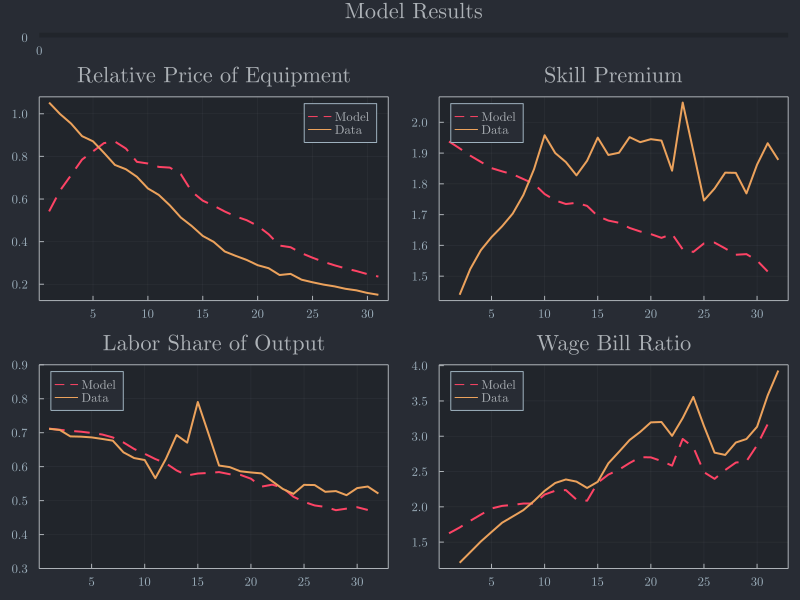 Model Results
0
0
Relative Price of Equipment
Model
Data
1.0
0.8
0.6
0.4
0.2
5 10 15 20 25 30
Skill Premium
Model
Data
2.0
1.9
1.8
1.7
1.6
1.5
5 10 15 20 25 30
Labor Share of Output
Model
Data
0.9
0.8
0.7
0.6
0.5
0.4
0.3
5 10 15 20 25 30
Wage Bill Ratio
Model
Data
4.0
3.5
3.0
2.5
2.0
1.5
5 10 15 20 25 30